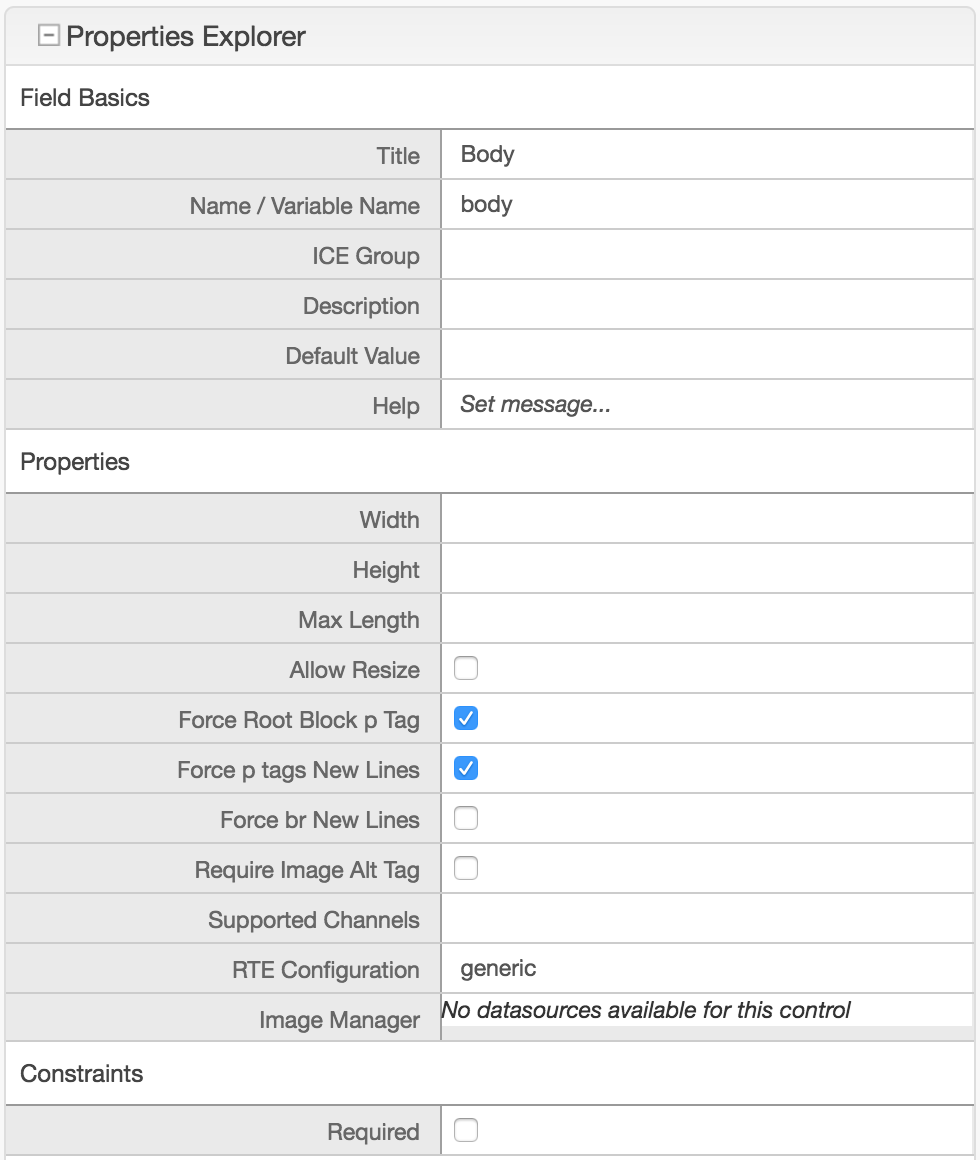 Properties Explorer
Field Basics
Title Body
Name / Variable Name body
ICE Group
Description
Default Value
Help Set message...
Properties
Width
Height
Max Length
Allow Resize
Force Root Block p Tag
Force p tags New Lines
Force br New Lines
Require Image Alt Tag
Supported Channels
RTE Configuration generic
Image Manager No datasources available for this control
Constraints
Required